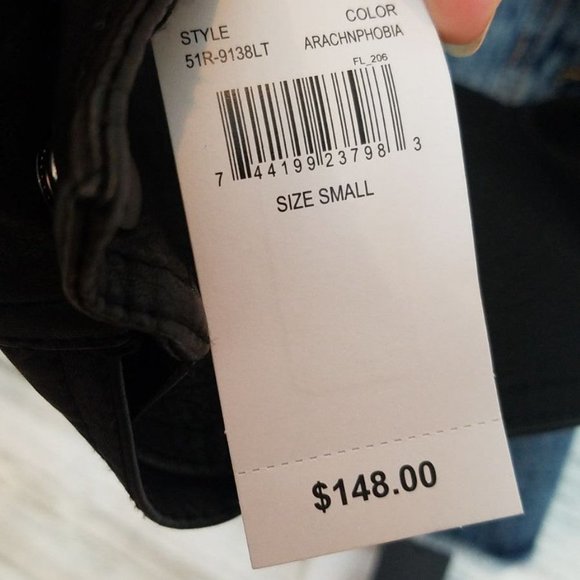 STYLE
51R-9138LT
COLOR
ARACHNPHOBIA
FL_206
7 44199 23798 3
SIZE SMALL
$148.00